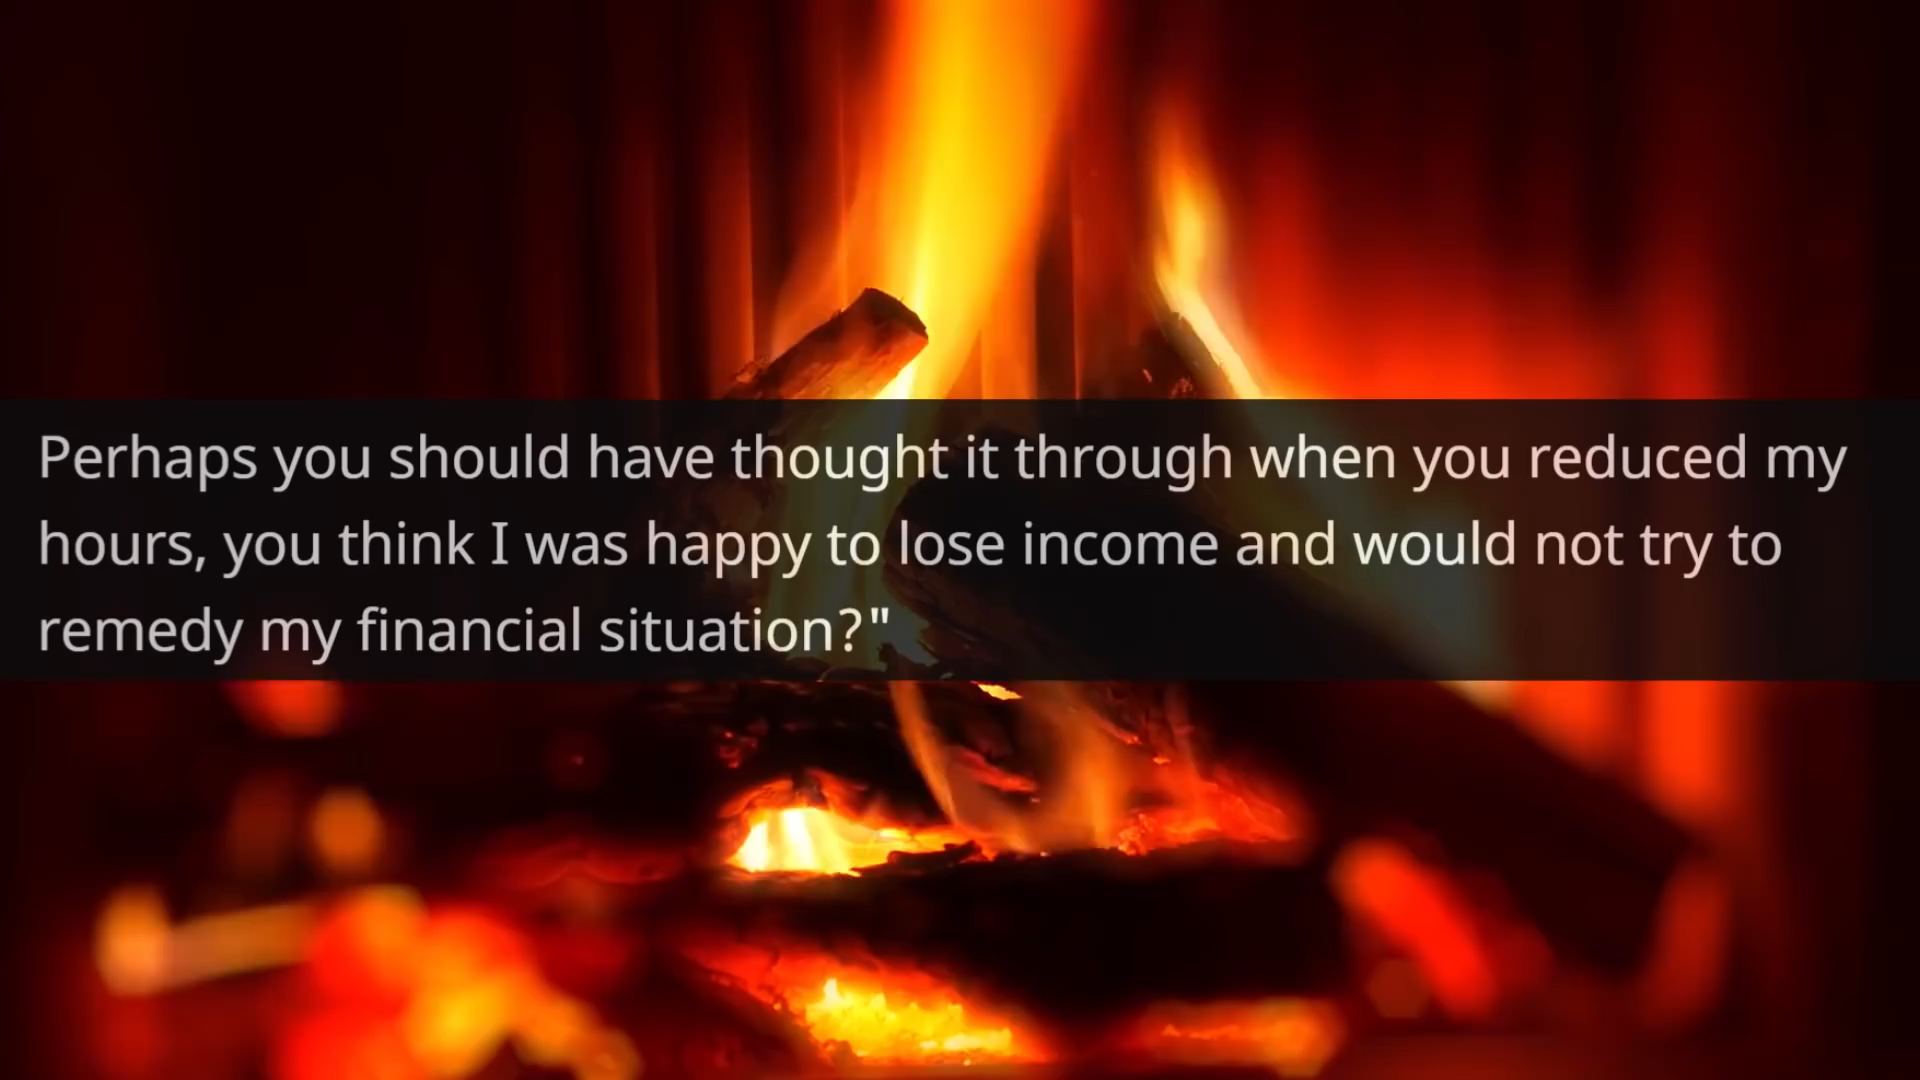 Perhaps you should have thought it through when you reduced my
hours, you think I was happy to lose income and would not try to
remedy my financial situation?"